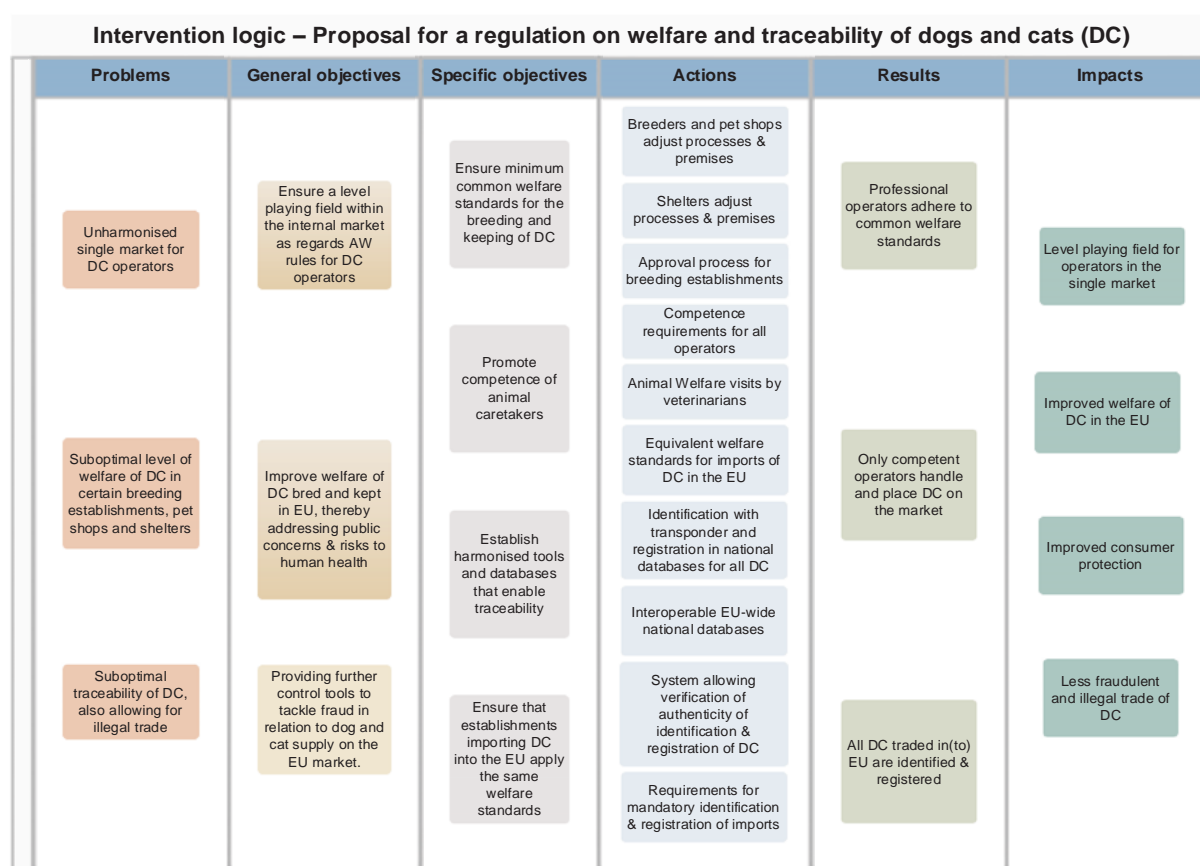 Intervention logic – Proposal for a regulation on welfare and traceability of dogs and cats (DC)
Problems
General objectives
Specific objectives
Actions
Results
Impacts
Unharmonised
single market for
DC operators
Suboptimal level of
welfare of DC in
certain breeding
establishments, pet
shops and shelters
Suboptimal
traceability of DC,
also allowing for
illegal trade
Ensure a level
playing field within
the internal market
as regards AW
rules for DC
operators
Improve welfare of
DC bred and kept
in EU, thereby
addressing public
concerns & risks to
human health
Providing further
control tools to
tackle fraud in
relation to dog and
cat supply on the
EU market.
Ensure minimum
common welfare
standards for the
breeding and
keeping of DC
Promote
competence of
animal
caretakers
Establish
harmonised tools
and databases
that enable
traceability
Ensure that
establishments
importing DC
into the EU apply
the same
welfare
standards
Breeders and pet shops
adjust processes &
premises
Shelters adjust
processes & premises
Approval process for
breeding establishments
Competence
requirements for all
operators
Animal Welfare visits by
veterinarians
Equivalent welfare
standards for imports of
DC in the EU
Identification with
transponder and
registration in national
databases for all DC
Interoperable EU-wide
national databases
System allowing
verification of
authenticity of
identification &
registration of DC
Requirements for
mandatory identification
& registration of imports
Professional
operators adhere to
common welfare
standards
Only competent
operators handle
and place DC on
the market
All DC traded in(to)
EU are identified &
registered
Level playing field for
operators in the
single market
Improved welfare of
DC in the EU
Improved consumer
protection
Less fraudulent
and illegal trade of
DC